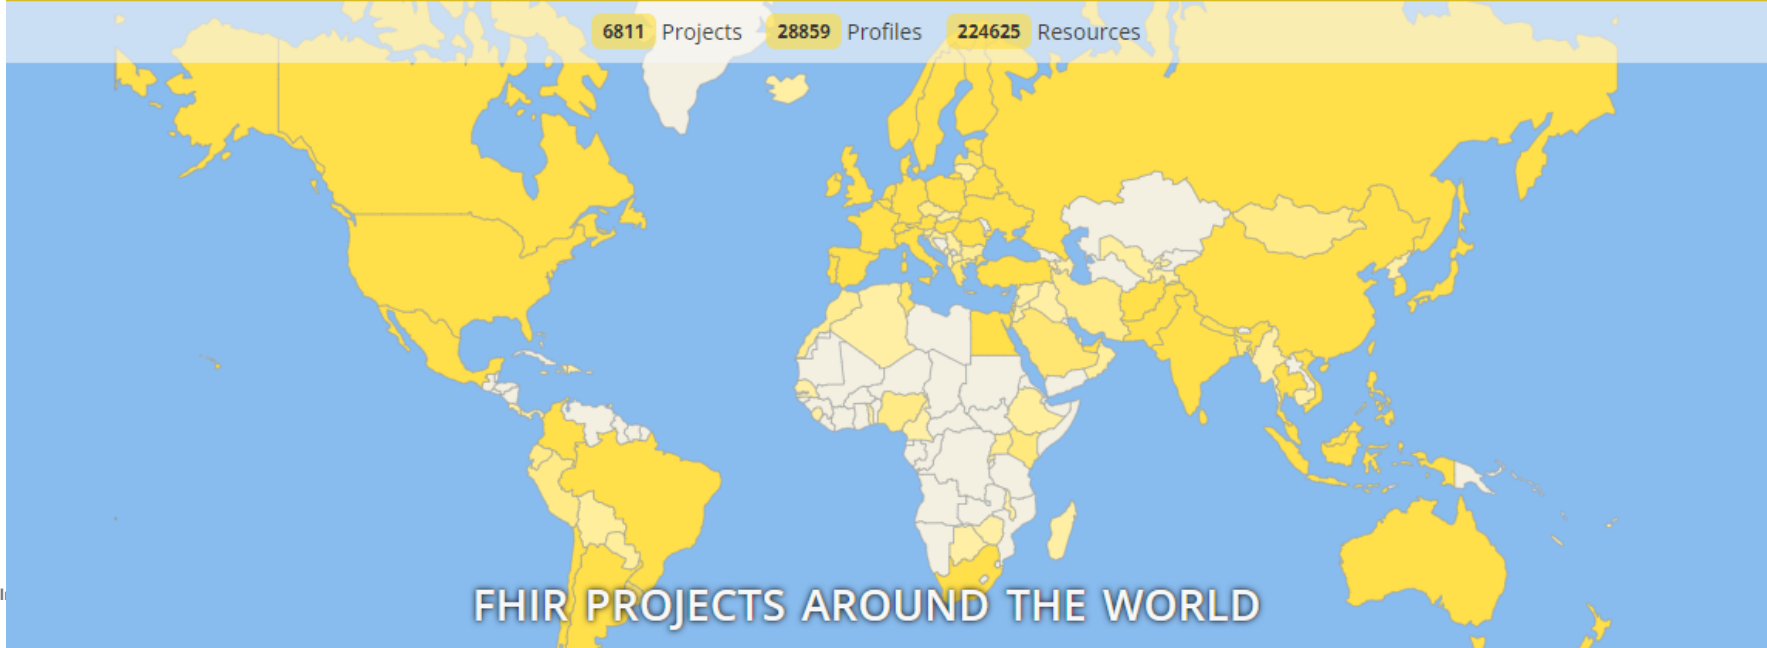 6811 Projects 28859 Profiles 224625 Resources
FHIR PROJECTS AROUND THE WORLD